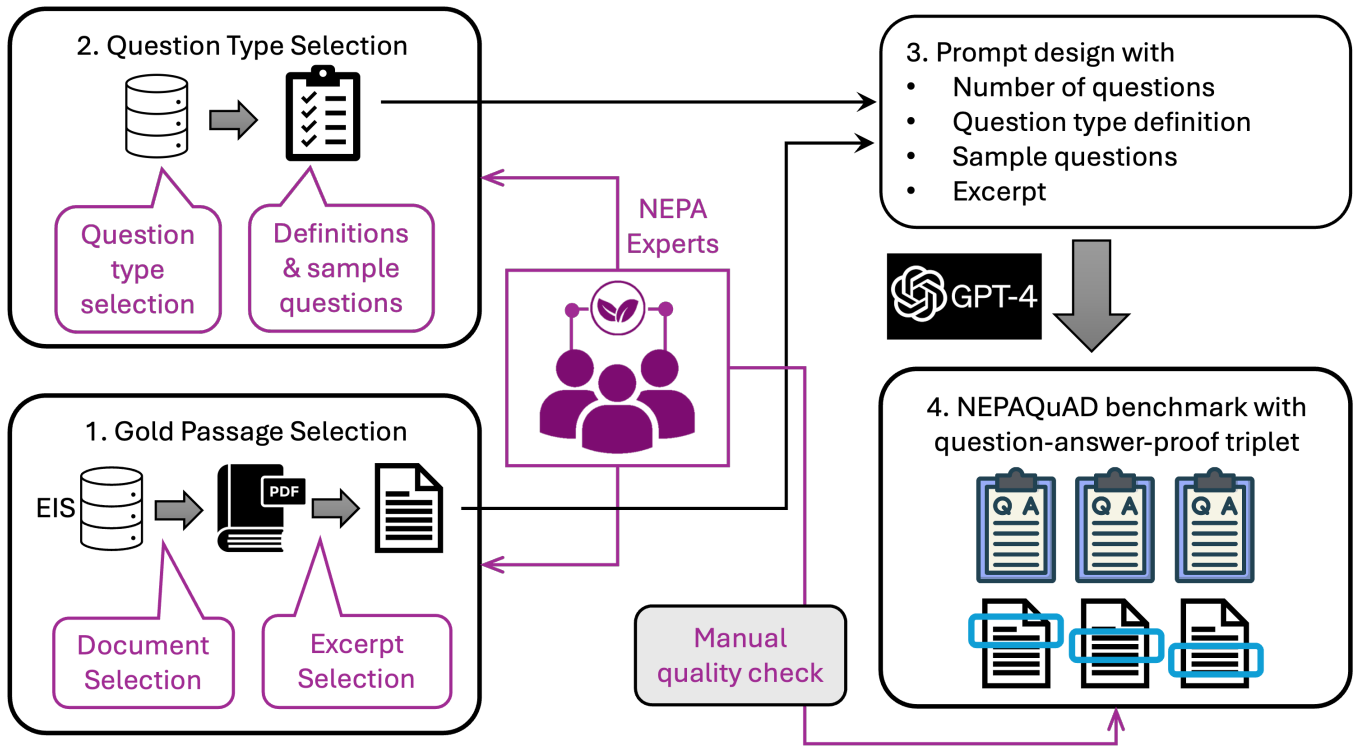 2. Question Type Selection
Question
type
selection
Definitions
& sample
questions
1. Gold Passage Selection
EIS
PDF
Document
Selection
Excerpt
Selection
NEPA
Experts
Manual
quality check
3. Prompt design with
• Number of questions
• Question type definition
• Sample questions
• Excerpt
GPT-4
4. NEPAQuAD benchmark with
question-answer-proof triplet
Q A
Q A
Q A